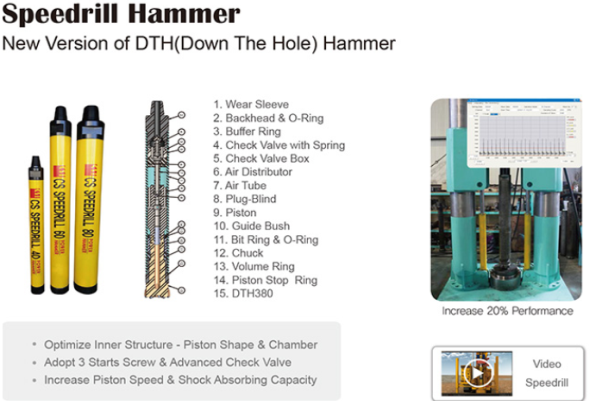 Speedrill Hammer
New Version of DTH(Down The Hole) Hammer
CS SPEEDRILL 40
CS SPEEDRILL 60
CS SPEEDRILL 80
1. Wear Sleeve
2. Backhead & O-Ring
3. Buffer Ring
4. Check Valve with Spring
5. Check Valve Box
6. Air Distributor
7. Air Tube
8. Plug-Blind
9. Piston
10. Guide Bush
11. Bit Ring & O-Ring
12. Chuck
13. Volume Ring
14. Piston Stop Ring
15. DTH380
Increase 20% Performance
• Optimize Inner Structure - Piston Shape & Chamber
• Adopt 3 Starts Screw & Advanced Check Valve
• Increase Piston Speed & Shock Absorbing Capacity
Video
Speedrill